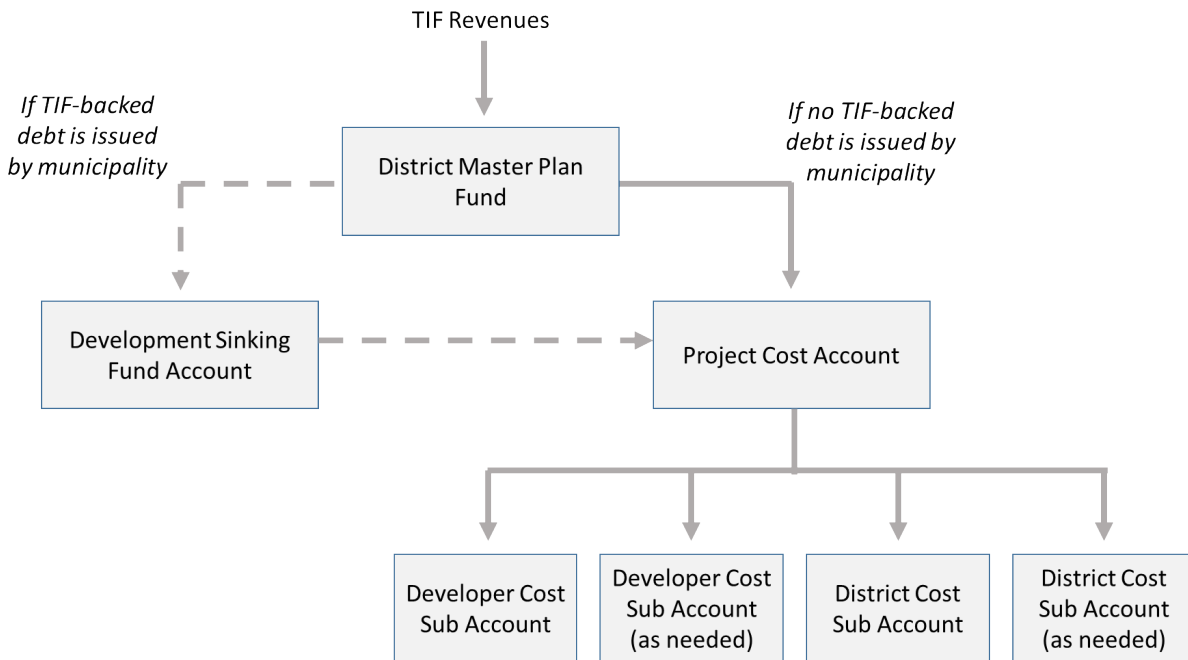 TIF Revenues
If TIF-backed
debt is issued
by municipality
If no TIF-backed
debt is issued by
municipality
District Master Plan
Fund
Development Sinking
Fund Account
Project Cost Account
Developer Cost
Sub Account
Developer Cost
Sub Account
(as needed)
District Cost
Sub Account
District Cost
Sub Account
(as needed)